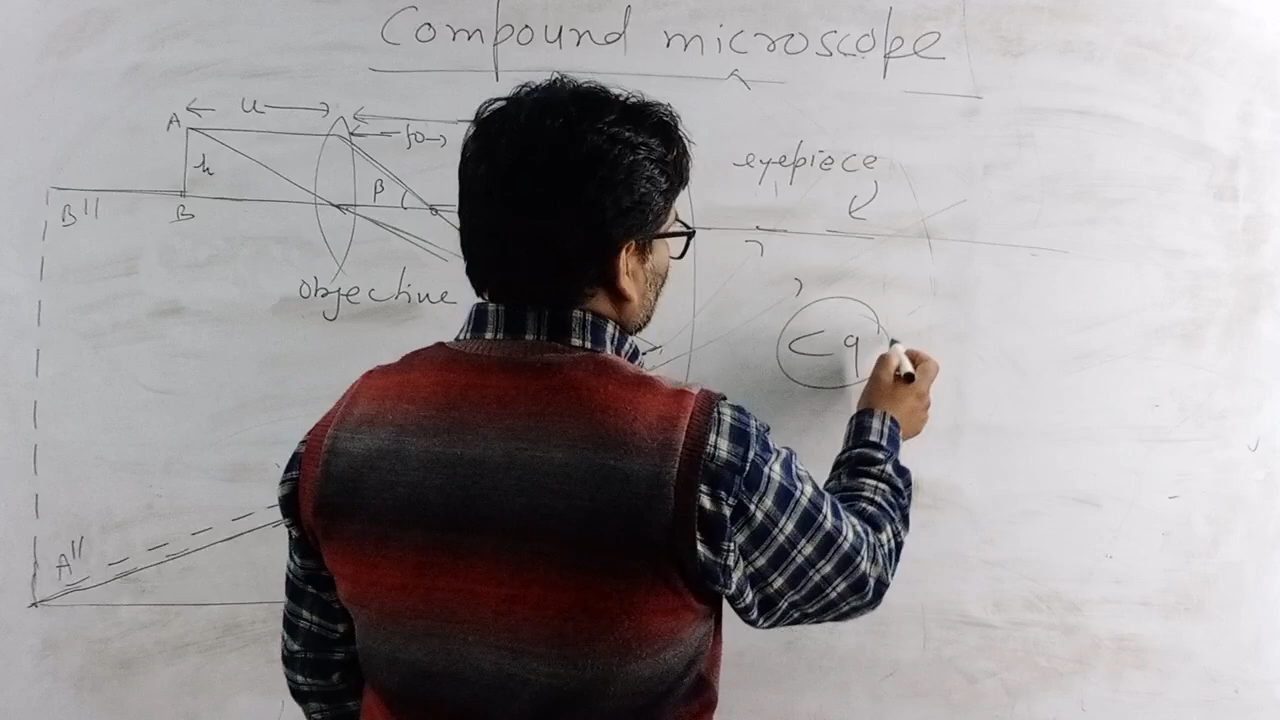 Compound microscope
u
A
fo
eyepiece
h
β
B"
B
objective
A"